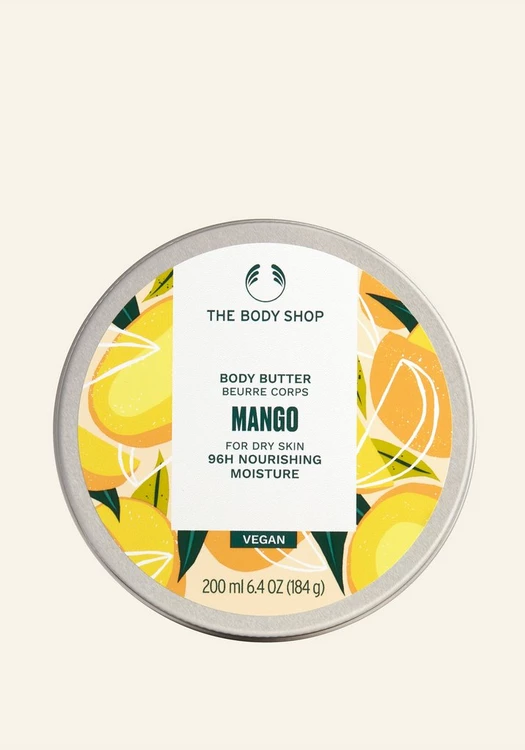 THE BODY SHOP
BODY BUTTER
BEURRE CORPS
MANGO
FOR DRY SKIN
96H NOURISHING
MOISTURE
VEGAN
200 ml 6.4 OZ (184 g)